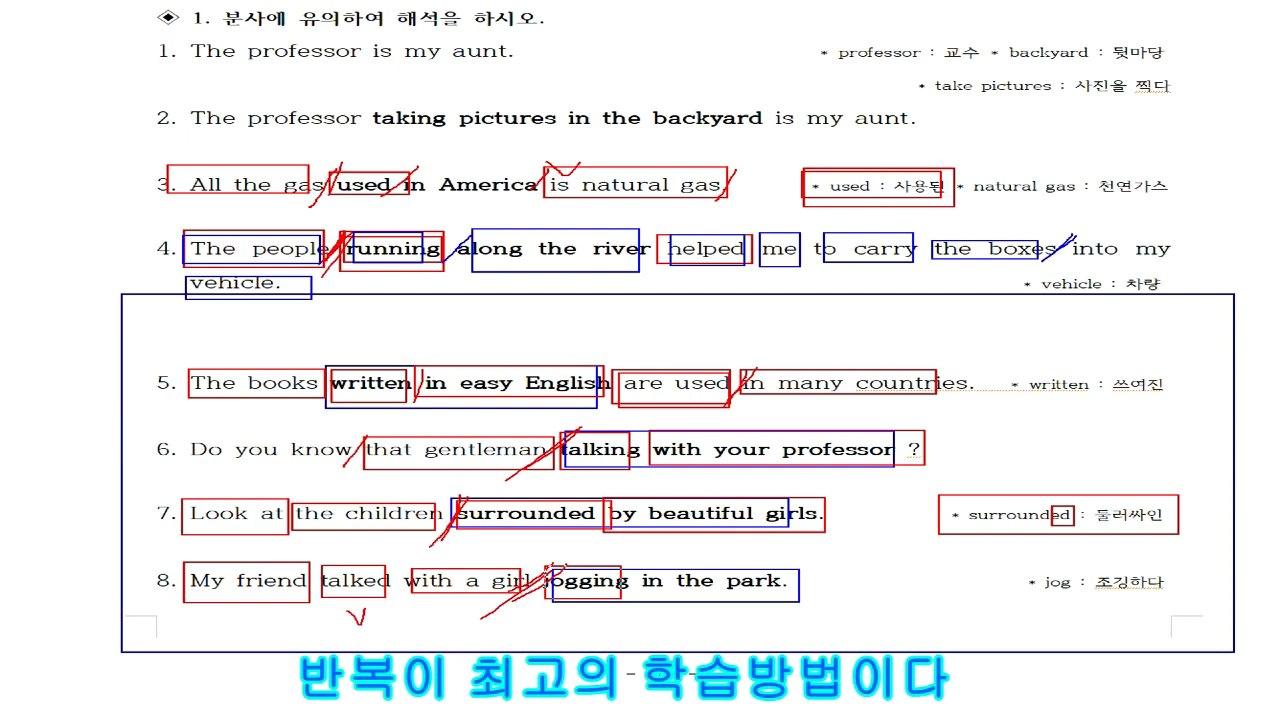 ◈ 1. 분사에 유의하여 해석을 하시오.
1. The professor is my aunt. * professor : 교수 * backyard : 뒷마당
* take pictures : 사진을 찍다
2. The professor taking pictures in the backyard is my aunt.
3. All the gas used in America is natural gas. * used : 사용된 * natural gas : 천연가스
4. The people running along the river helped me to carry the boxes into my
vehicle. * vehicle : 차량
5. The books written in easy English are used in many countries. * written : 쓰여진
6. Do you know that gentleman talking with your professor ?
7. Look at the children surrounded by beautiful girls. * surrounded : 둘러싸인
8. My friend talked with a girl jogging in the park. * jog : 조깅하다
반복이 최고의 학습방법이다